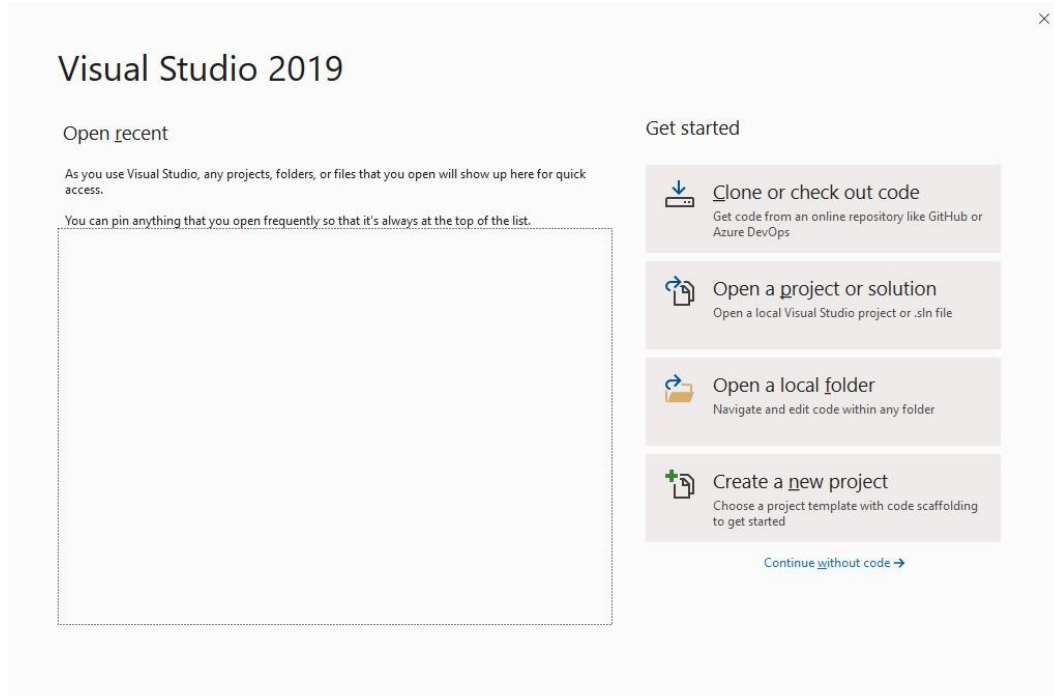 Visual Studio 2019
Open recent
As you use Visual Studio, any projects, folders, or files that you open will show up here for quick
access.
You can pin anything that you open frequently so that it's always at the top of the list.
Get started
Clone or check out code
Get code from an online repository like GitHub or
Azure DevOps
Open a project or solution
Open a local Visual Studio project or .sln file
Open a local folder
Navigate and edit code within any folder
Create a new project
Choose a project template with code scaffolding
to get started
Continue without code →